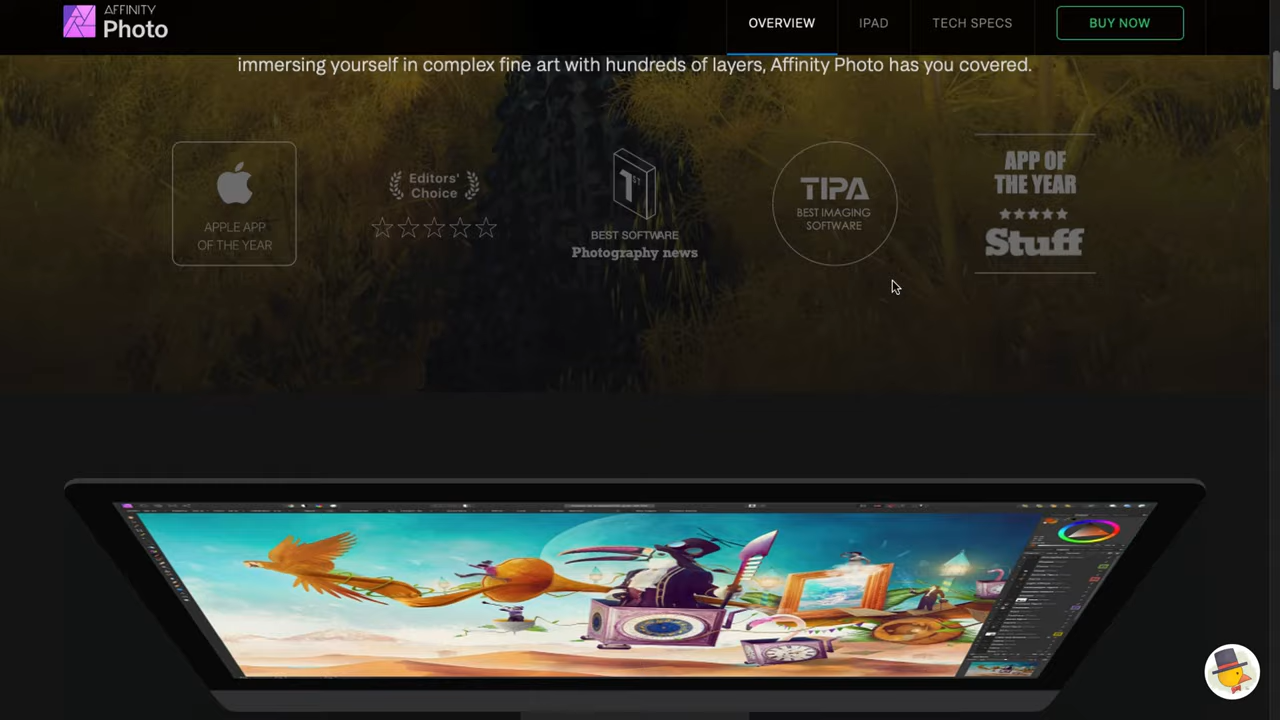 AFFINITY
Photo
OVERVIEW
IPAD
TECH SPECS
BUY NOW
immersing yourself in complex fine art with hundreds of layers, Affinity Photo has you covered.
APPLE APP
OF THE YEAR
Editors'
Choice
1ST
BEST SOFTWARE
Photography news
TIPA
BEST IMAGING
SOFTWARE
APP OF
THE YEAR
Stuff